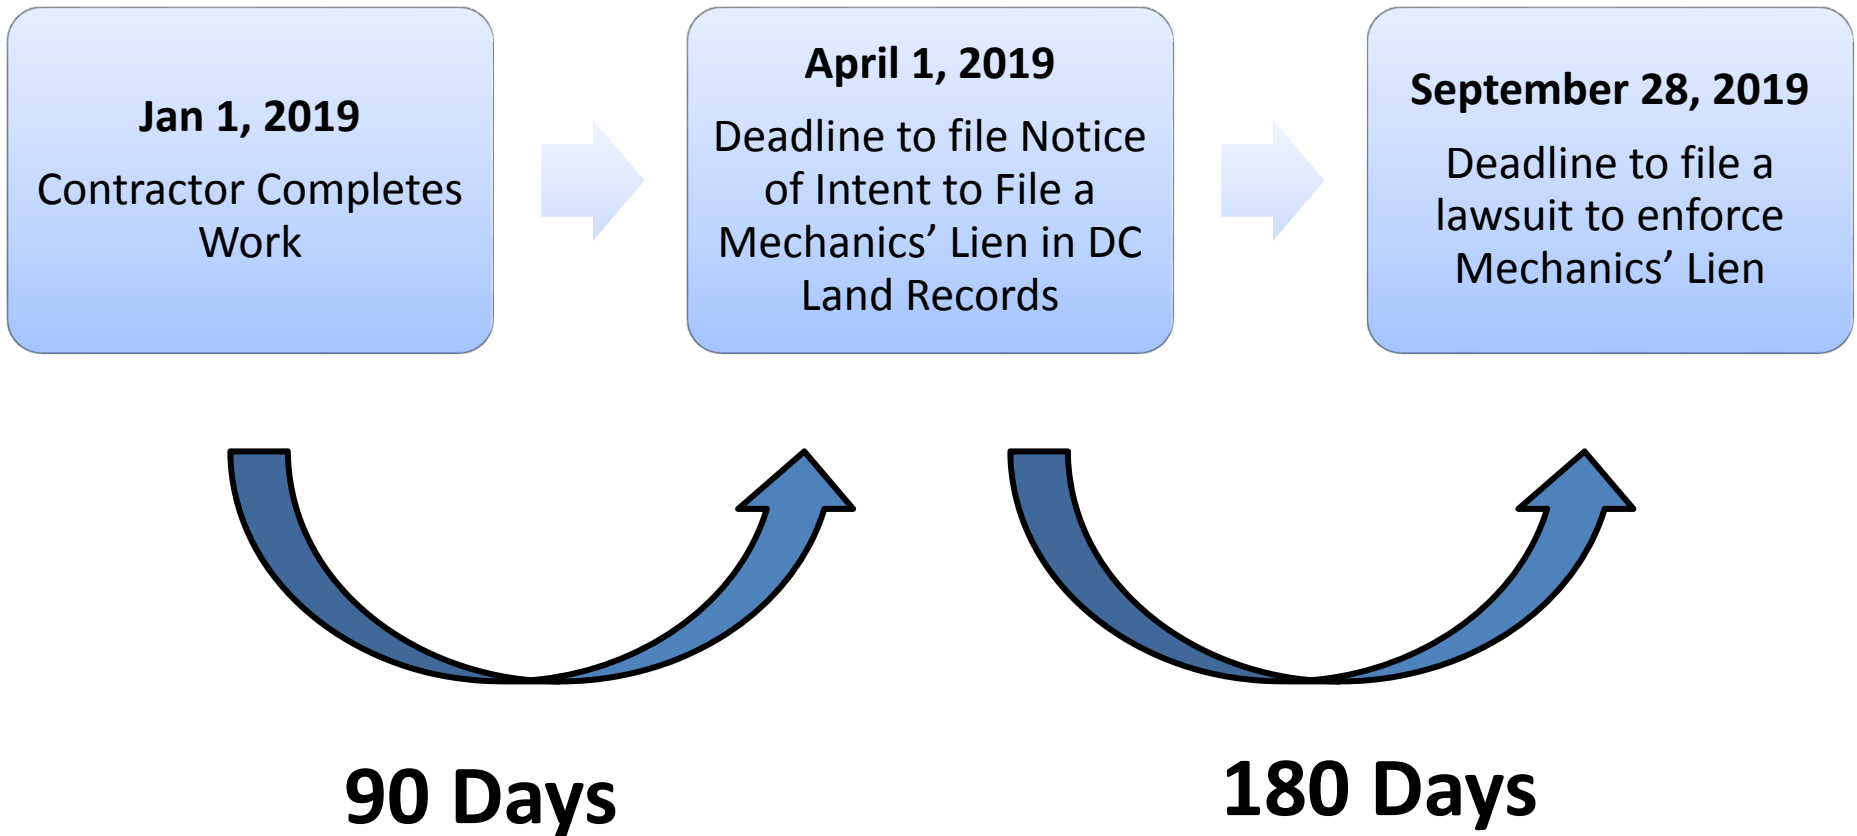 Jan 1, 2019
Contractor Completes
Work
April 1, 2019
Deadline to file Notice
of Intent to File a
Mechanics’ Lien in DC
Land Records
September 28, 2019
Deadline to file a
lawsuit to enforce
Mechanics’ Lien
90 Days
180 Days